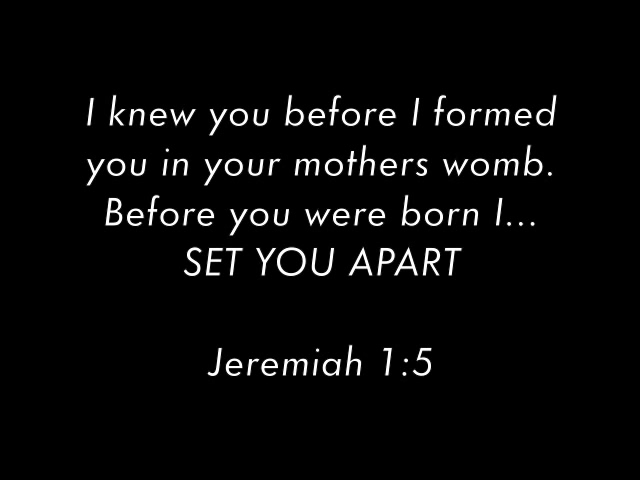 I knew you before I formed
you in your mothers womb.
Before you were born I...
SET YOU APART
Jeremiah 1:5